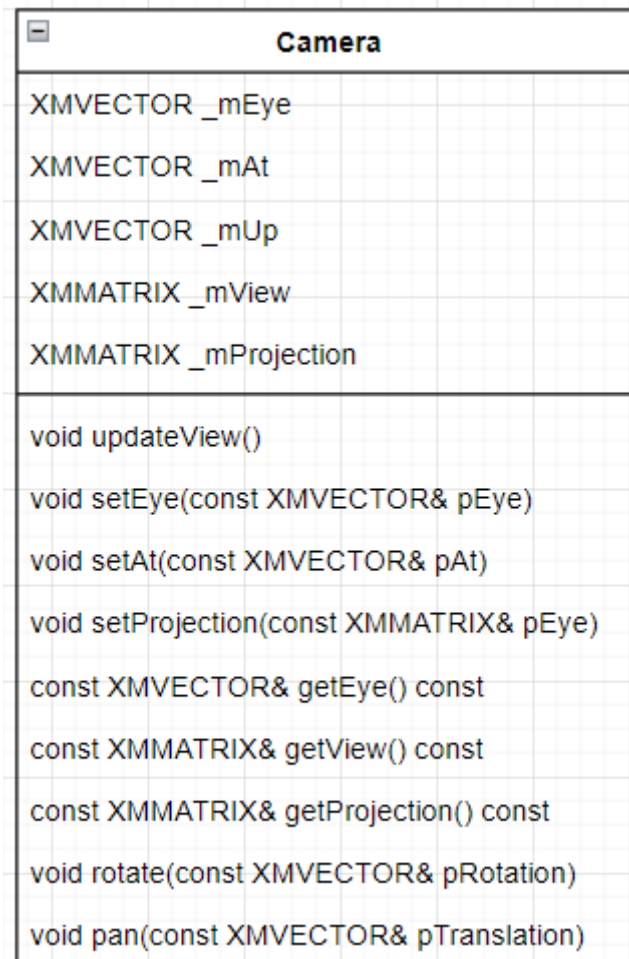 Camera
XMVECTOR _mEye
XMVECTOR _mAt
XMVECTOR _mUp
XMMATRIX _mView
XMMATRIX _mProjection
void updateView()
void setEye(const XMVECTOR& pEye)
void setAt(const XMVECTOR& pAt)
void setProjection(const XMMATRIX& pEye)
const XMVECTOR& getEye() const
const XMMATRIX& getView() const
const XMMATRIX& getProjection() const
void rotate(const XMVECTOR& pRotation)
void pan(const XMVECTOR& pTranslation)